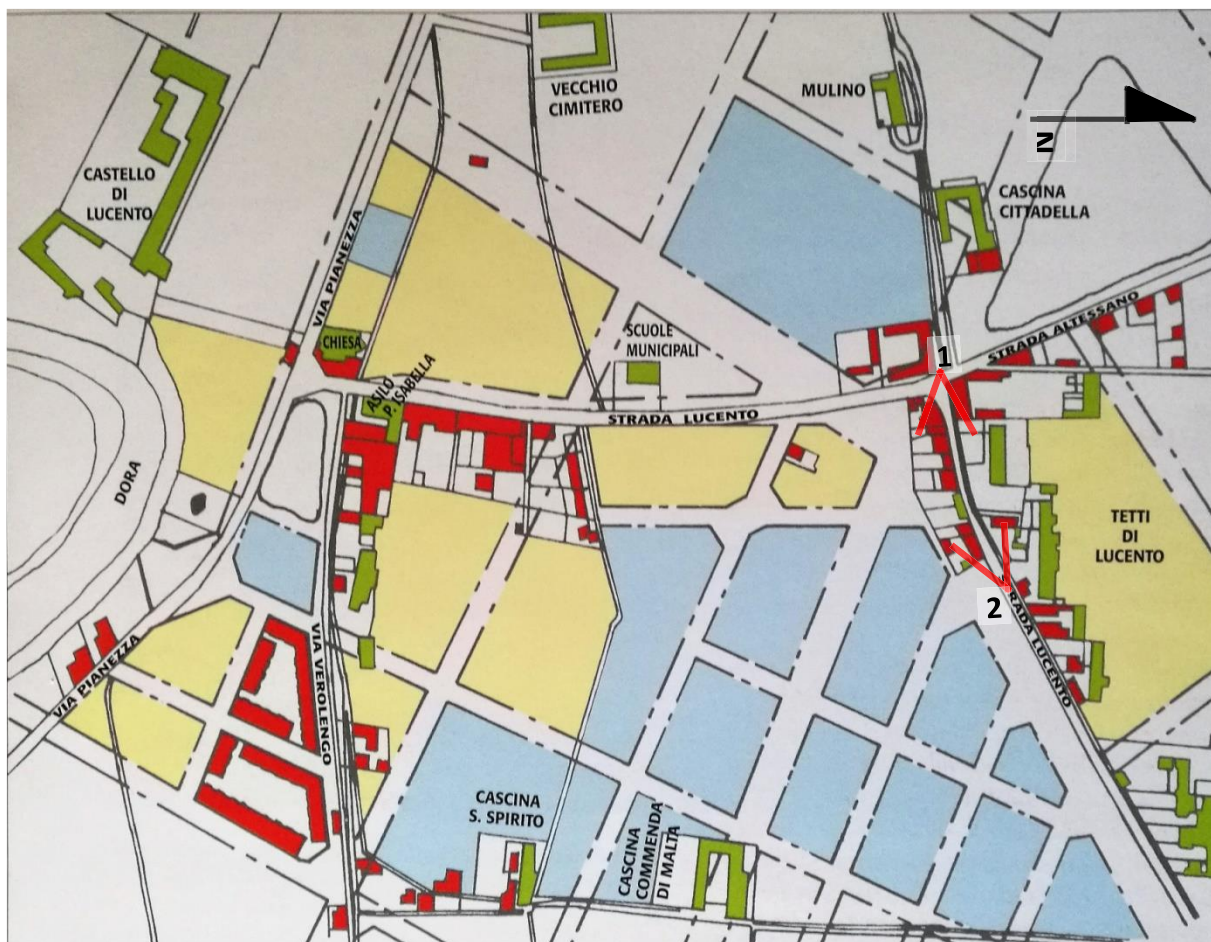 VECCHIO
CIMITERO
MULINO
N
CASTELLO
DI
LUCENTO
CASCINA
CITTADELLA
VIA PIANEZZA
CHIESA
SCUOLE
MUNICIPALI
STRADA ALTESSANO
1
ASILO
P. ISABELLA
STRADA LUCENTO
DORA
TETTI
DI
LUCENTO
2
STRADA LUCENTO
VIA PIANEZZA
VIA VEROLENGO
CASCINA
S. SPIRITO
CASCINA
COMMENDA
DI MALTA